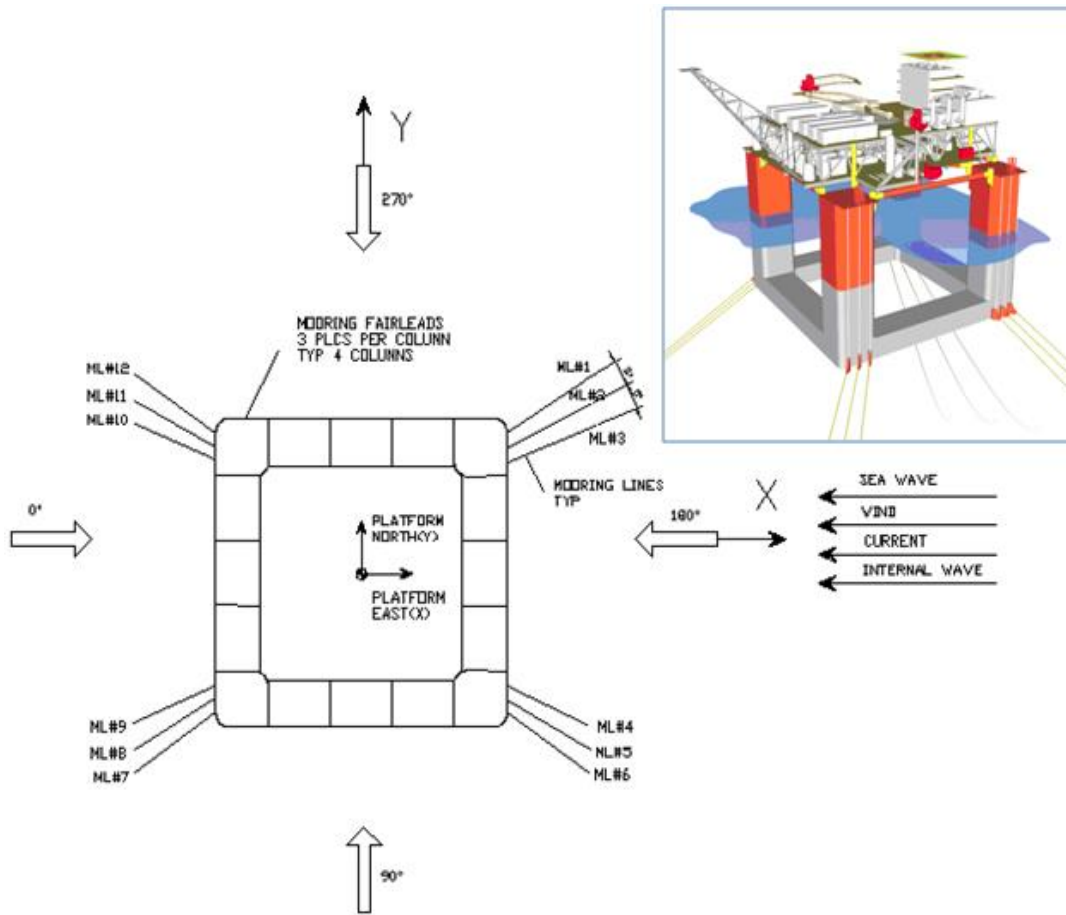 Y
270°
MOORING FAIRLEADS
3 PLCS PER COLUMN
TYP 4 COLUMNS
ML#12
ML#11
ML#10
ML#1
ML#2
ML#3
5°
5°
MOORING LINES
TYP
0°
PLATFORM
NORTH(Y)
PLATFORM
EAST(X)
180°
X
SEA WAVE
WIND
CURRENT
INTERNAL WAVE
ML#9
ML#8
ML#7
ML#4
ML#5
ML#6
90°